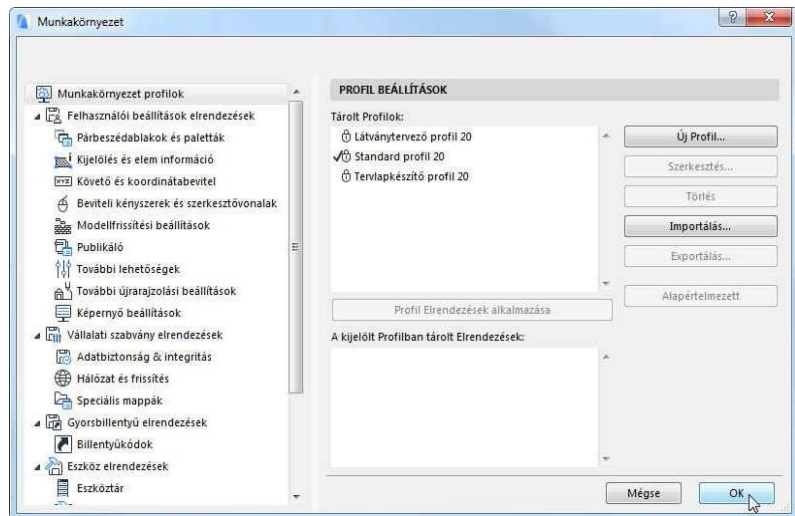 Munkakörnyezet
Munkakörnyezet profilok
Felhasználói beállítások elrendezések
Párbeszédablakok és paletták
Kijelölés és elem információ
XYZ Követő és koordinátabevitel
Beviteli kényszerek és szerkesztővonalak
Modellfrissítési beállítások
Publikáló
További lehetőségek
További újrarajzolási beállítások
Képernyő beállítások
Vállalati szabvány elrendezések
Adatbiztonság & integritás
Hálózat és frissítés
Speciális mappák
Gyorsbillentyű elrendezések
Billentyűkódok
Eszköz elrendezések
Eszköztár
PROFIL BEÁLLÍTÁSOK
Tárolt Profilok:
Látványtervező profil 20
Standard profil 20
Tervlapkészítő profil 20
Új Profil...
Szerkesztés...
Törlés
Importálás...
Exportálás...
Alapértelmezett
Profil Elrendezések alkalmazása
A kijelölt Profilban tárolt Elrendezések:
Mégse
OK